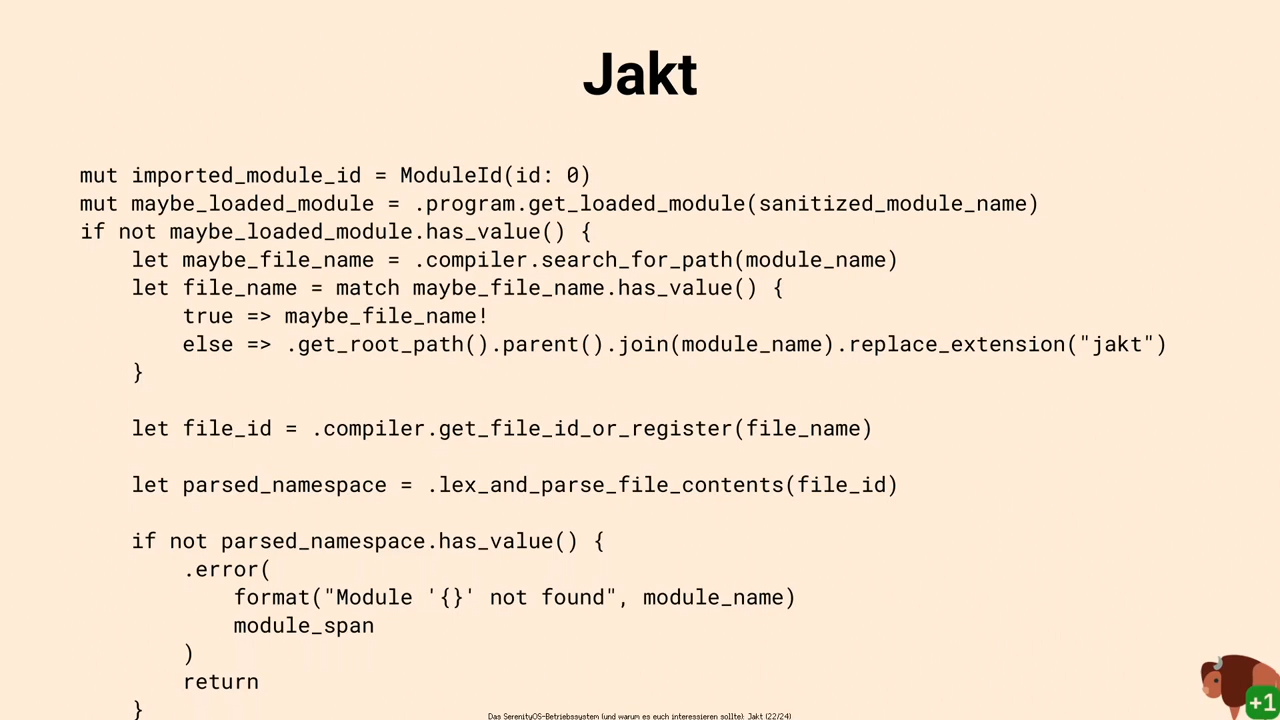 Jakt
mut imported_module_id = ModuleId(id: 0)
mut maybe_loaded_module = .program.get_loaded_module(sanitized_module_name)
if not maybe_loaded_module.has_value() {
    let maybe_file_name = .compiler.search_for_path(module_name)
    let file_name = match maybe_file_name.has_value() {
        true => maybe_file_name!
        else => .get_root_path().parent().join(module_name).replace_extension("jakt")
    }
    let file_id = .compiler.get_file_id_or_register(file_name)
    let parsed_namespace = .lex_and_parse_file_contents(file_id)
    if not parsed_namespace.has_value() {
        .error(
            format("Module '{}' not found", module_name)
            module_span
        )
        return
    }
+1
Das SerenityOS-Betriebssystem (und warum es euch interessieren sollte): Jakt (22/24)